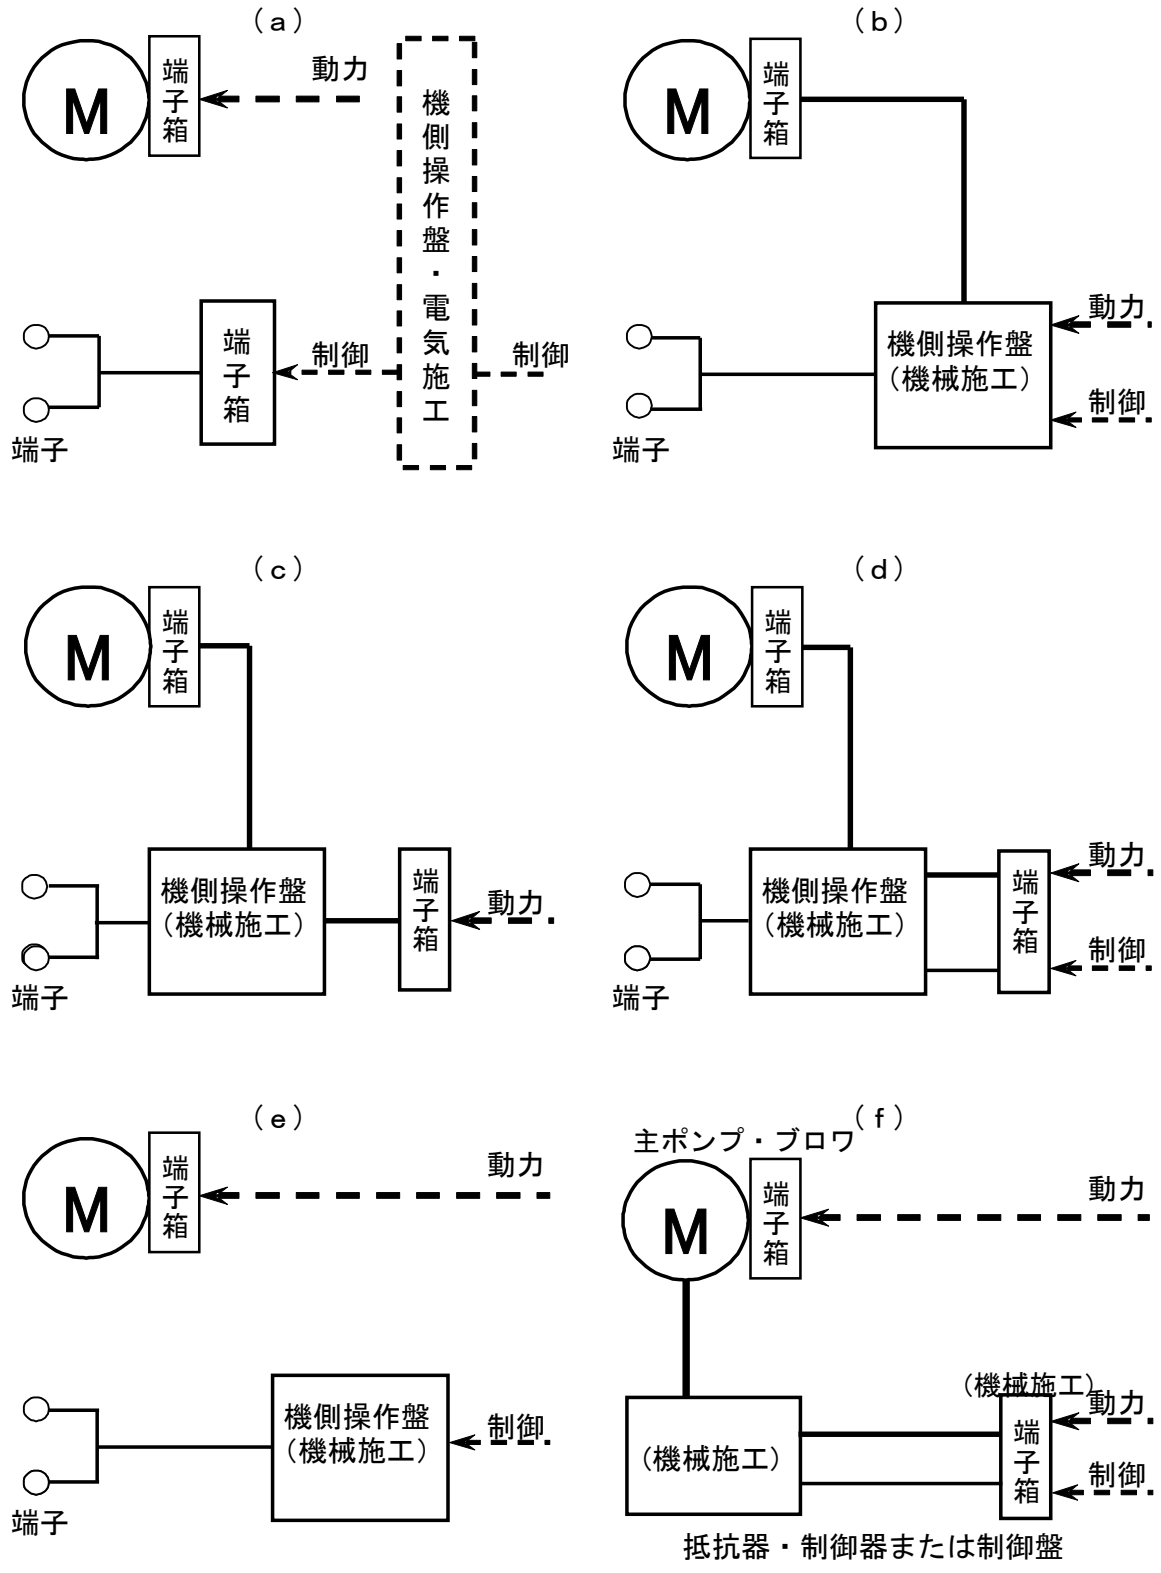 （a）
M
端子箱
動力
機側操作盤・電気施工
端子箱
制御
制御
端子
（b）
M
端子箱
動力
機側操作盤
（機械施工）
制御
端子
（c）
M
端子箱
機側操作盤
（機械施工）
端子箱
動力
端子
（d）
M
端子箱
動力
機側操作盤
（機械施工）
端子箱
制御
端子
（e）
M
端子箱
動力
機側操作盤
（機械施工）
制御
端子
（f）
主ポンプ・ブロワ
M
端子箱
動力
（機械施工）
動力
（機械施工）
端子箱
制御
抵抗器・制御器または制御盤